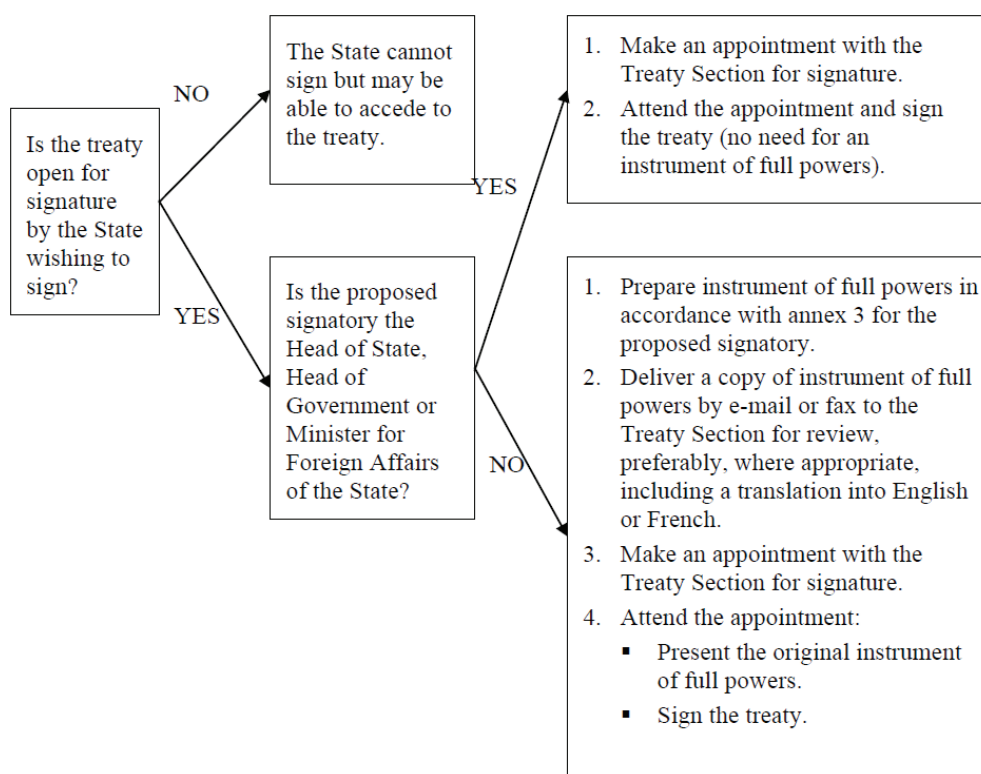 Is the treaty
open for
signature
by the State
wishing to
sign?
NO
YES
The State cannot
sign but may be
able to accede to
the treaty.
Is the proposed
signatory the
Head of State,
Head of
Government or
Minister for
Foreign Affairs
of the State?
YES
NO
1. Make an appointment with the
Treaty Section for signature.
2. Attend the appointment and sign
the treaty (no need for an
instrument of full powers).
1. Prepare instrument of full powers in
accordance with annex 3 for the
proposed signatory.
2. Deliver a copy of instrument of full
powers by e-mail or fax to the
Treaty Section for review,
preferably, where appropriate,
including a translation into English
or French.
3. Make an appointment with the
Treaty Section for signature.
4. Attend the appointment:
▪ Present the original instrument
of full powers.
▪ Sign the treaty.